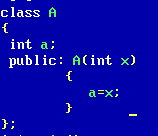 class A
{
int a;
public: A(int x)
{
a=x;
}
};